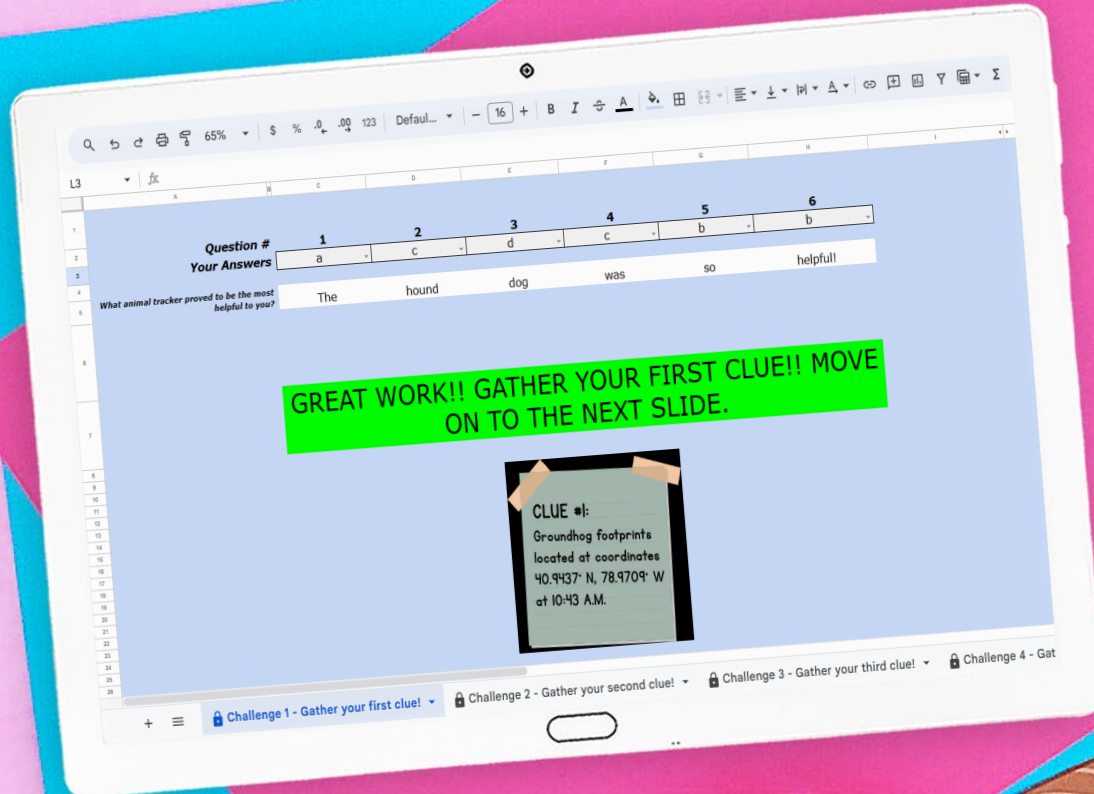 65% $ % .0 .00 123 Defaul... − 16 + B I S A Σ
L3 fx
A C D E F G H I
Question # 1 2 3 4 5 6
Your Answers a c d c b b
What animal tracker proved to be the most
helpful to you?
The hound dog was so helpful!
GREAT WORK!! GATHER YOUR FIRST CLUE!! MOVE
ON TO THE NEXT SLIDE.
CLUE #1:
Groundhog footprints
located at coordinates
40.9437° N, 78.9709° W
at 10:43 A.M.
+ Challenge 1 - Gather your first clue! Challenge 2 - Gather your second clue! Challenge 3 - Gather your third clue! Challenge 4 - Gat